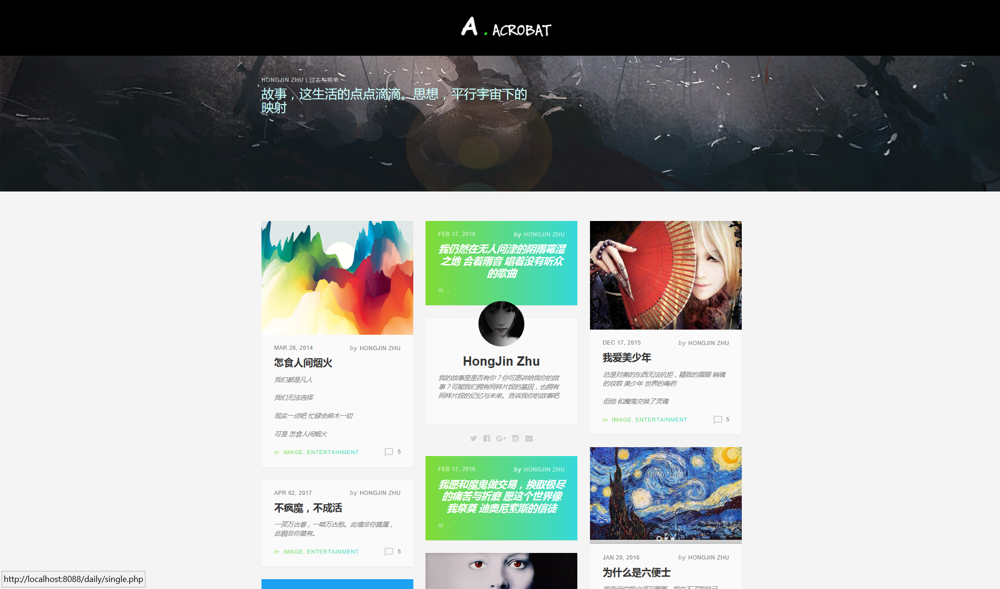 A . ACROBAT
HONGJIN ZHU | 过去与将来
故事，这生活的点点滴滴。思想，平行宇宙下的
映射
MAR 26, 2014
by HONGJIN ZHU
怎食人间烟火
我们都是凡人
我们无法选择
现实一点吧 忙碌会麻木一切
可是 怎食人间烟火
in IMAGE, ENTERTAINMENT
5
APR 02, 2017
by HONGJIN ZHU
不疯魔，不成活
一笑万古春，一啼万古愁。此境非你莫属，
此貌非你莫有。
in IMAGE, ENTERTAINMENT
5
FEB 17, 2016
by HONGJIN ZHU
我仍然在无人问津的阴雨霉湿
之地 合着雨音 唱着没有听众
的歌曲
in ,
HongJin Zhu
我的故事里是否有你？你可愿讲给我你的故
事？可能我们拥有同样片段的基因，也拥有
同样片段的记忆与未来。告诉我你的故事吧.
G+
FEB 17, 2016
by HONGJIN ZHU
我愿和魔鬼做交易，换取极尽
的痛苦与折磨 愿这个世界像
我祭奠 迪奥尼索斯的信徒
in ,
DEC 17, 2015
by HONGJIN ZHU
我爱美少年
总是对美的东西无法抗拒，精致的眉眼 销魂
的妆容 美少年 世界的毒药
但他 和魔鬼交换了灵魂
in IMAGE, ENTERTAINMENT
5
JAN 20, 2016
by HONGJIN ZHU
为什么是六便士
http://localhost:8088/daily/single.php